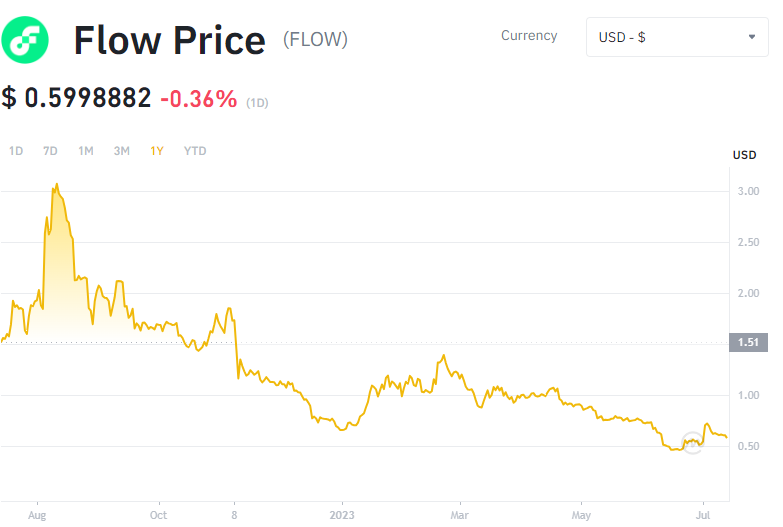 Flow Price (FLOW)
Currency
USD - $
$ 0.5998882 -0.36% (1D)
1D 7D 1M 3M 1Y YTD
USD
3.00
2.50
2.00
1.51
1.00
0.50
Aug Oct 8 2023 Mar May Jul